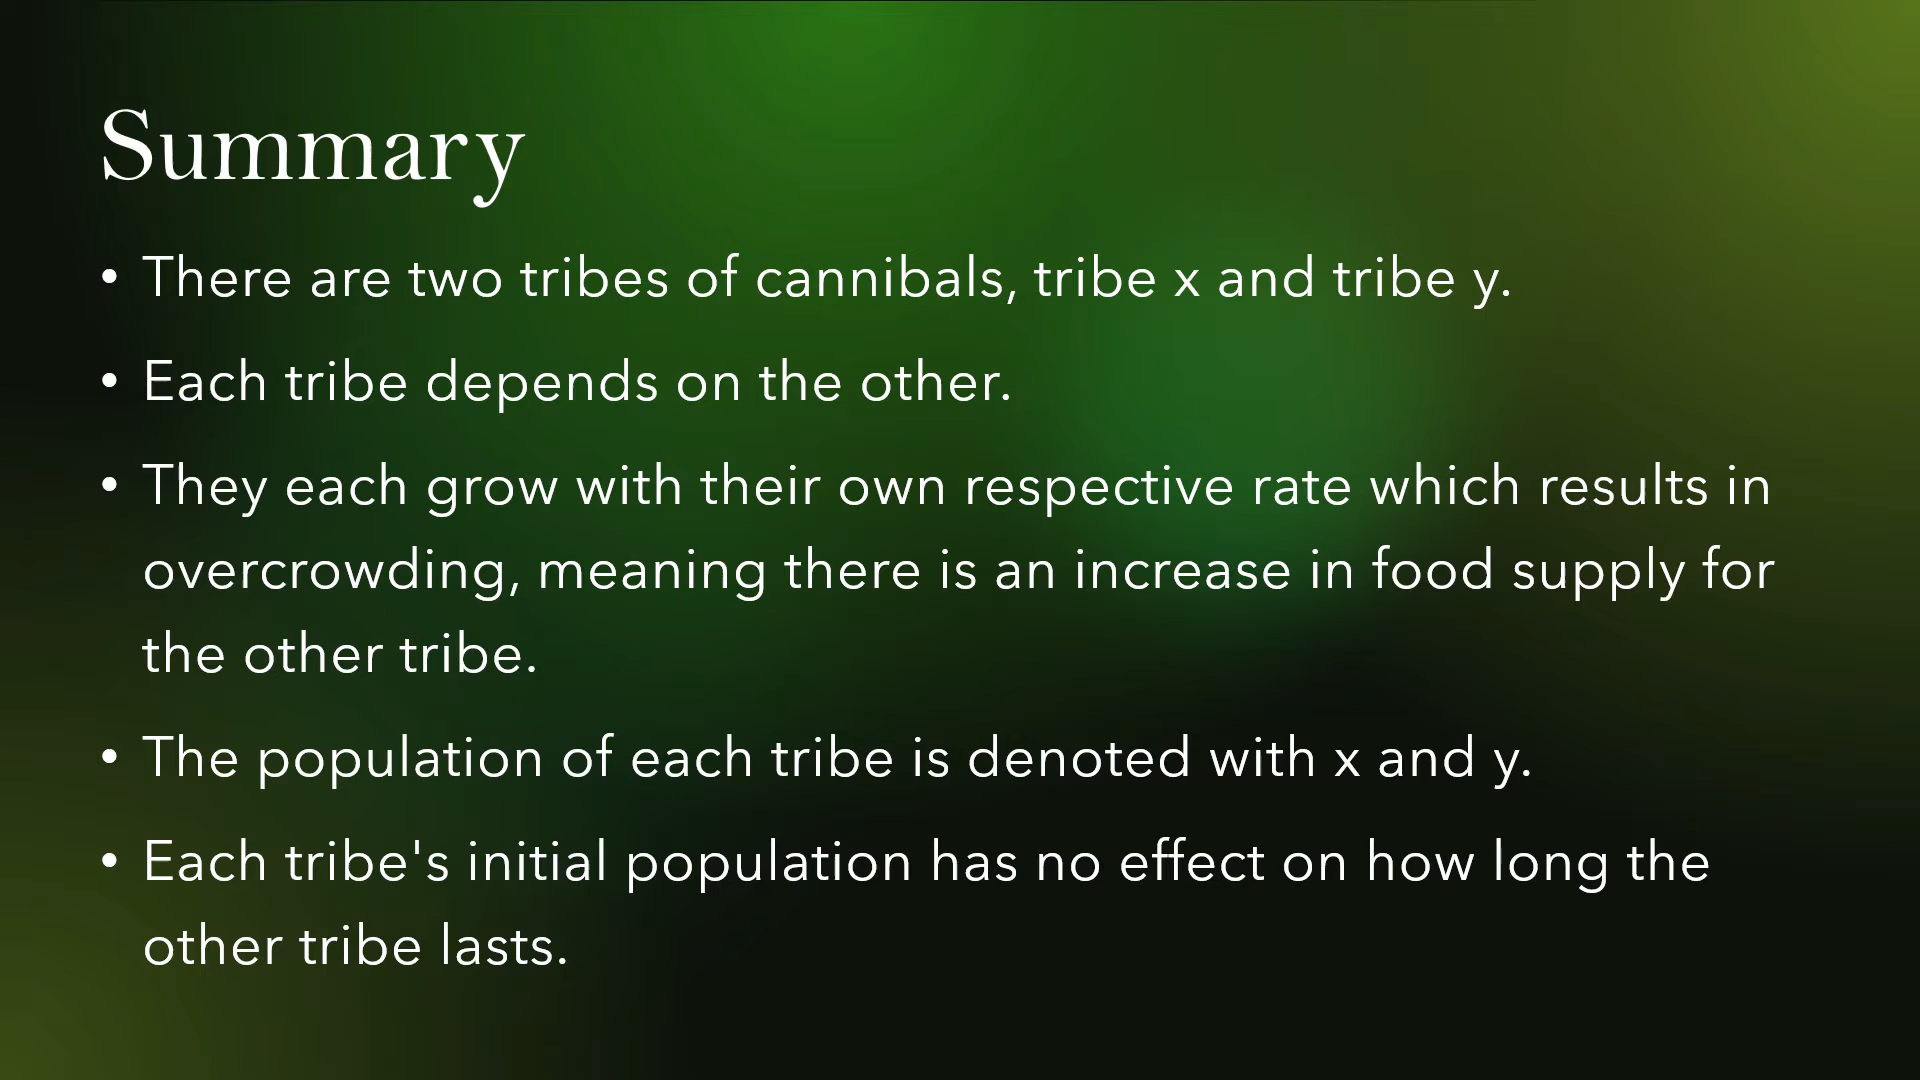 Summary
• There are two tribes of cannibals, tribe x and tribe y.
• Each tribe depends on the other.
• They each grow with their own respective rate which results in
overcrowding, meaning there is an increase in food supply for
the other tribe.
• The population of each tribe is denoted with x and y.
• Each tribe's initial population has no effect on how long the
other tribe lasts.